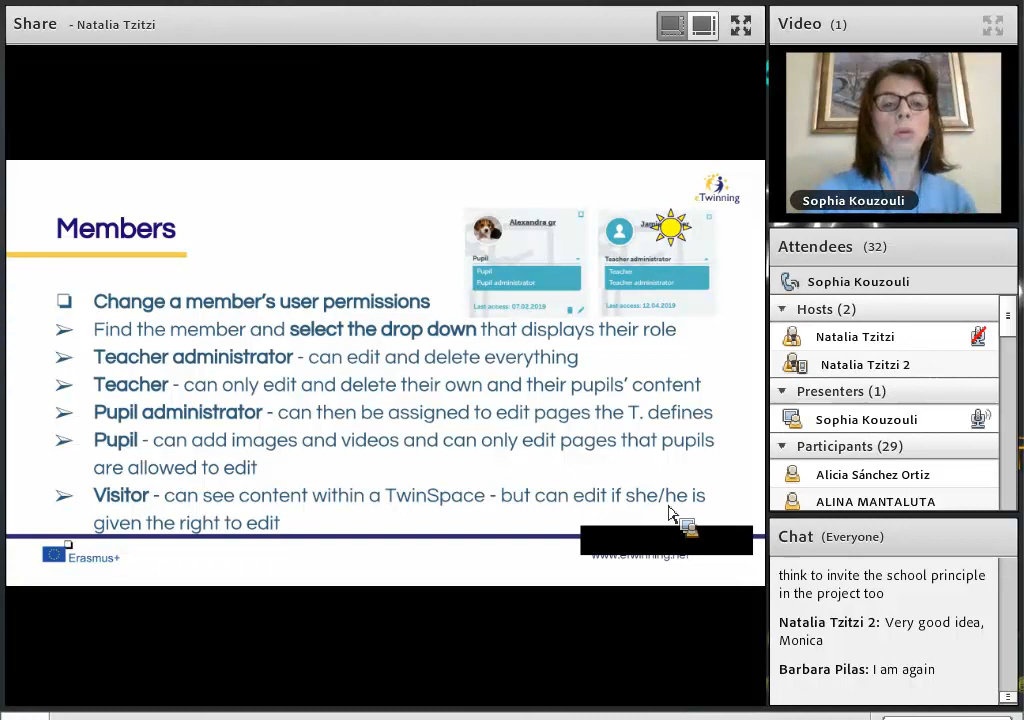 Share - Natalia Tzitzi
eTwinning
Members
Alexandra gr
Pupil
Pupil
Pupil administrator
Last access: 07.02.2019
Teacher administrator
Teacher
Teacher administrator
Last access: 12.04.2019
Change a member's user permissions
Find the member and select the drop down that displays their role
Teacher administrator - can edit and delete everything
Teacher - can only edit and delete their own and their pupils' content
Pupil administrator - can then be assigned to edit pages the T. defines
Pupil - can add images and videos and can only edit pages that pupils
are allowed to edit
Visitor - can see content within a TwinSpace - but can edit if she/he is
given the right to edit
Erasmus+
Video (1)
Sophia Kouzouli
Attendees (32)
Sophia Kouzouli
Hosts (2)
Natalia Tzitzi
Natalia Tzitzi 2
Presenters (1)
Sophia Kouzouli
Participants (29)
Alicia Sánchez Ortiz
ALINA MANTALUTA
Chat (Everyone)
think to invite the school principle
in the project too
Natalia Tzitzi 2: Very good idea,
Monica
Barbara Pilas: I am again